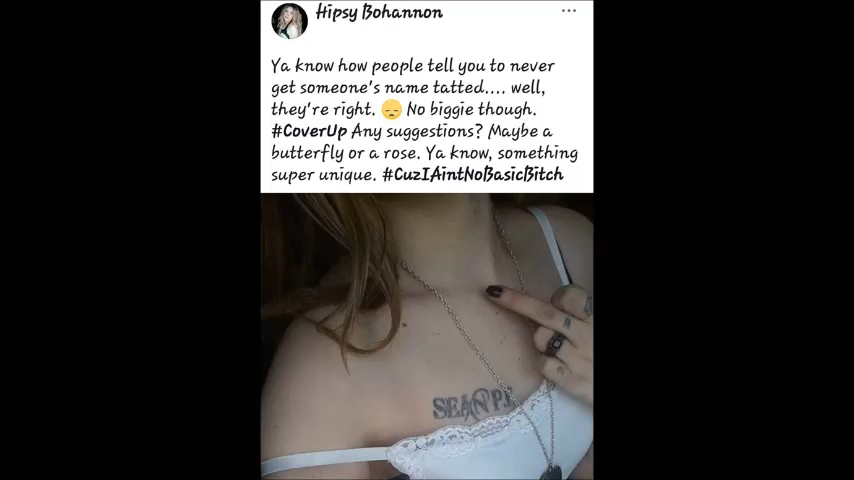 Hipsy Bohannon
Ya know how people tell you to never
get someone's name tatted.... well,
they're right. 😞 No biggie though.
#CoverUp Any suggestions? Maybe a
butterfly or a rose. Ya know, something
super unique. #CuzIAintNoBasicBitch
SEAN